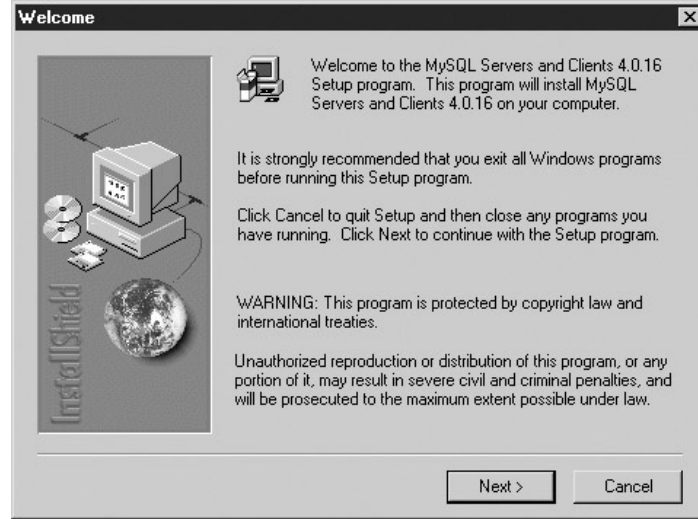 Welcome
Welcome to the MySQL Servers and Clients 4.0.16
Setup program. This program will install MySQL
Servers and Clients 4.0.16 on your computer.
It is strongly recommended that you exit all Windows programs
before running this Setup program.
Click Cancel to quit Setup and then close any programs you
have running. Click Next to continue with the Setup program.
InstallShield
WARNING: This program is protected by copyright law and
international treaties.
Unauthorized reproduction or distribution of this program, or any
portion of it, may result in severe civil and criminal penalties, and
will be prosecuted to the maximum extent possible under law.
Next >
Cancel